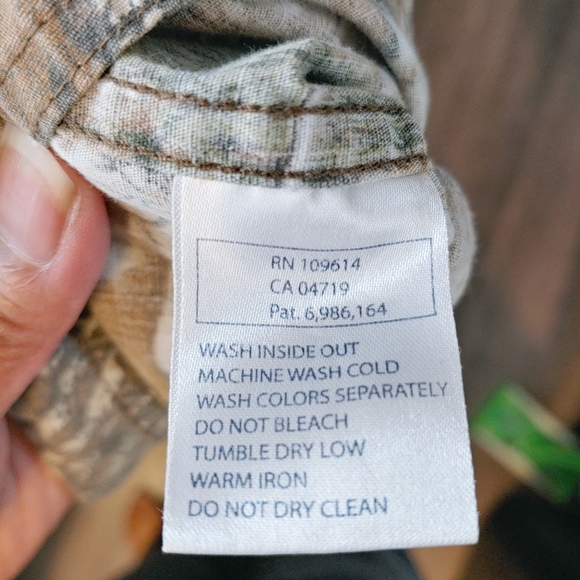 RN 109614
CA 04719
Pat. 6,986,164
WASH INSIDE OUT
MACHINE WASH COLD
WASH COLORS SEPARATELY
DO NOT BLEACH
TUMBLE DRY LOW
WARM IRON
DO NOT DRY CLEAN